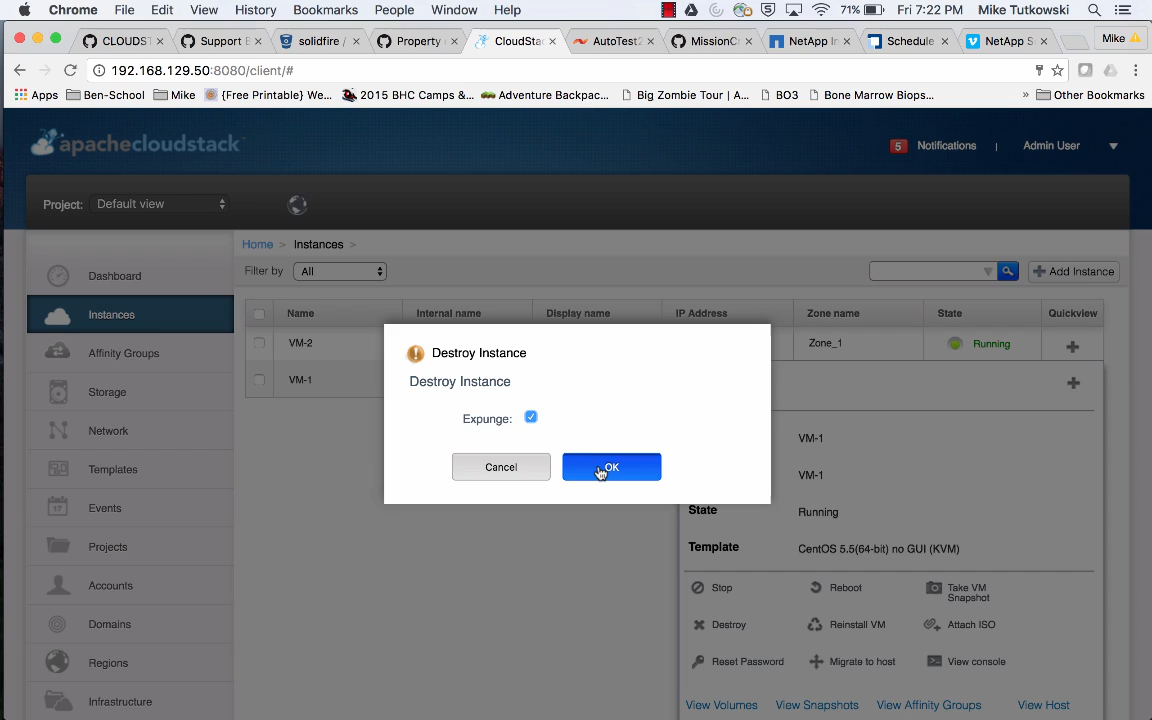 Chrome File Edit View History Bookmarks People Window Help 71% Fri 7:22 PM Mike Tutkowski
CLOUDST Support E solidfire / Property CloudSta AutoTest2 MissionC NetApp In Schedule NetApp S Mike
192.168.129.50:8080/client/#
Apps Ben-School Mike {Free Printable} We... 2015 BHC Camps &... Adventure Backpac... Big Zombie Tour | A... BO3 Bone Marrow Biops... » Other Bookmarks
apachecloudstack™
5 Notifications | Admin User
Project: Default view
Home > Instances >
Filter by All
Add Instance
Dashboard
Instances
Affinity Groups
Storage
Network
Templates
Events
17
Projects
Accounts
Domains
Regions
Infrastructure
Name Internal name Display name IP Address Zone name State Quickview
VM-2 Zone_1 Running
VM-1
Destroy Instance
Destroy Instance
Expunge:
Cancel OK
VM-1
VM-1
State Running
Template CentOS 5.5(64-bit) no GUI (KVM)
Stop Reboot Take VM
Snapshot
Destroy Reinstall VM Attach ISO
Reset Password Migrate to host View console
View Volumes View Snapshots View Affinity Groups View Host